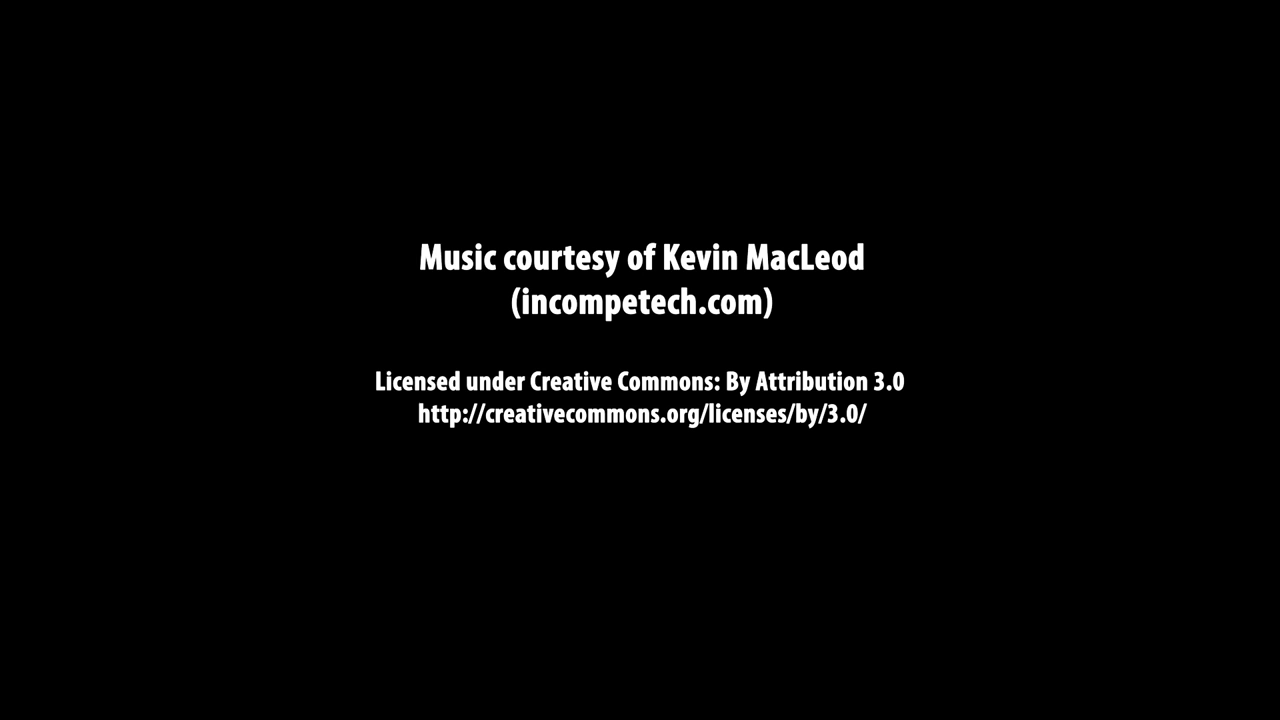 Music courtesy of Kevin MacLeod
(incompetech.com)
Licensed under Creative Commons: By Attribution 3.0
http://creativecommons.org/licenses/by/3.0/